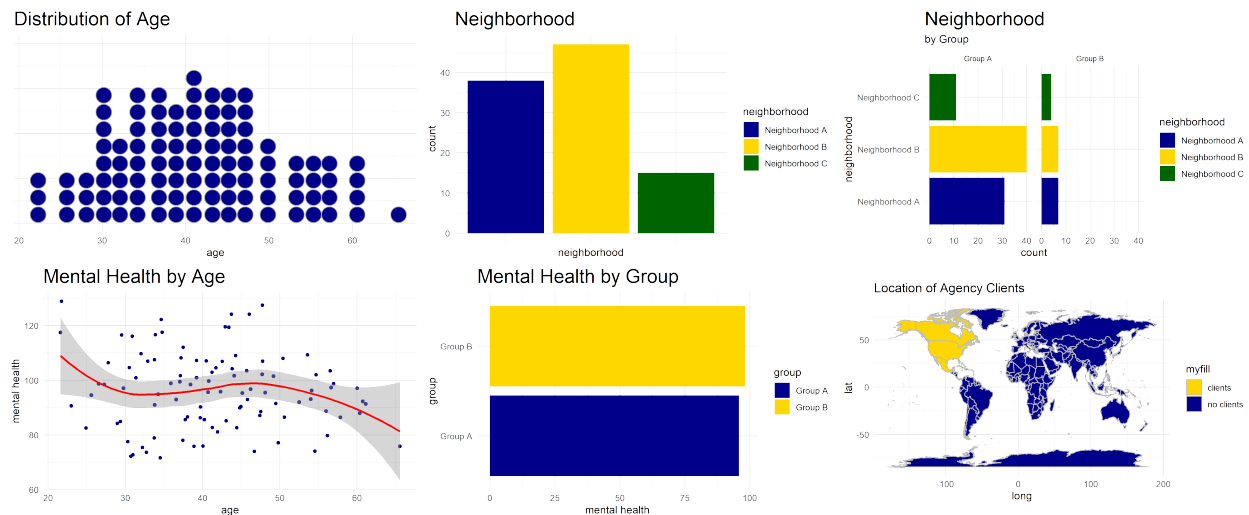 Distribution of Age
20 30 40 50 60
age
Neighborhood
count
40
30
20
10
0
neighborhood
neighborhood
Neighborhood A
Neighborhood B
Neighborhood C
Neighborhood
by Group
Group A Group B
neighborhood
Neighborhood C
Neighborhood B
Neighborhood A
0 10 20 30 40 0 10 20 30 40
count
neighborhood
Neighborhood A
Neighborhood B
Neighborhood C
Mental Health by Age
mental health
120
100
80
60
20 30 40 50 60
age
Mental Health by Group
group
Group B
Group A
0 25 50 75 100
mental health
group
Group A
Group B
Location of Agency Clients
lat
50
0
-50
-100 0 100 200
long
myfill
clients
no clients